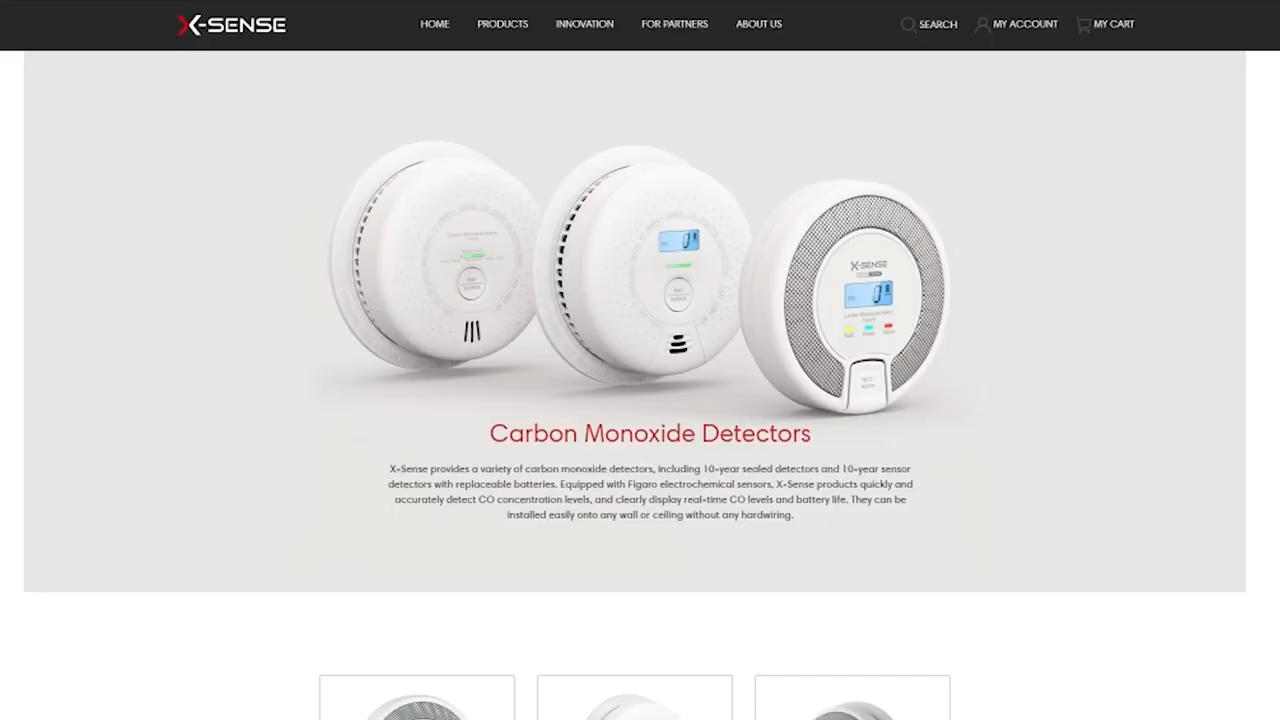 X-SENSE
HOME PRODUCTS INNOVATION FOR PARTNERS ABOUT US SEARCH MY ACCOUNT MY CART
X-SENSE
Carbon Monoxide Detectors
X-Sense provides a variety of carbon monoxide detectors, including 10-year sealed detectors and 10-year sensor
detectors with replaceable batteries. Equipped with Figaro electrochemical sensors, X-Sense products quickly and
accurately detect CO concentration levels, and clearly display real-time CO levels and battery life. They can be
installed easily onto any wall or ceiling without any hardwiring.